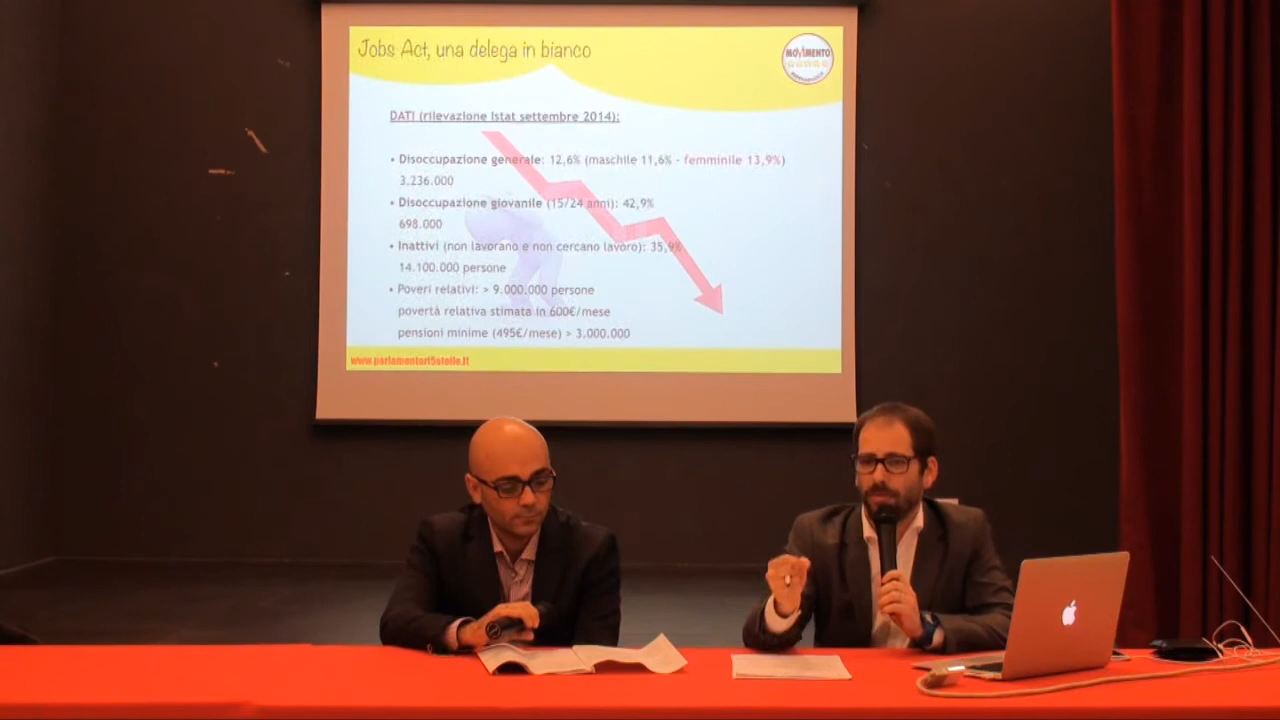 Jobs Act, una delega in bianco
MOVIMENTO
DATI (rilevazione Istat settembre 2014):
• Disoccupazione generale: 12,6% (maschile 11,6% - femminile 13,9%)
3.236.000
• Disoccupazione giovanile (15/24 anni): 42,9%
698.000
• Inattivi (non lavorano e non cercano lavoro): 35,9%
14.100.000 persone
• Poveri relativi: > 9.000.000 persone
povertà relativa stimata in 600€/mese
pensioni minime (495€/mese) > 3.000.000
www.parlamentari5stelle.it